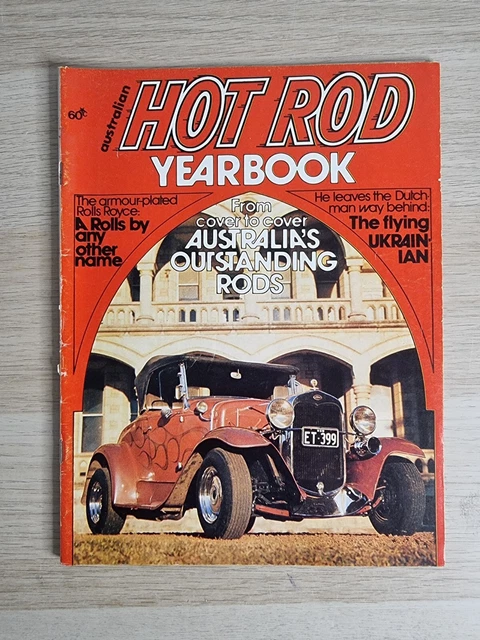 60c
australian
HOT ROD
YEARBOOK
The armour-plated
Rolls Royce:
A Rolls by
any
other
name
From
cover to cover
AUSTRALIA'S
OUTSTANDING
RODS
He leaves the Dutch-
man way behind:
The flying
UKRAIN-
IAN
ET·399